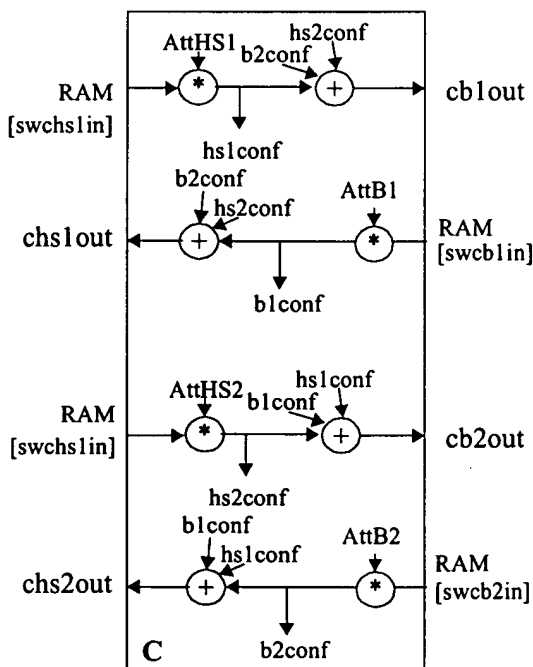 AttHS1
hs2conf
b2conf
RAM
[swchs1in]
*
+
cb1out
hs1conf
b2conf
hs2conf
AttB1
chs1out
+
*
RAM
[swcb1in]
b1conf
AttHS2
hs1conf
b1conf
RAM
[swchs1in]
*
+
cb2out
hs2conf
b1conf
hs1conf
AttB2
chs2out
+
*
RAM
[swcb2in]
b2conf
C